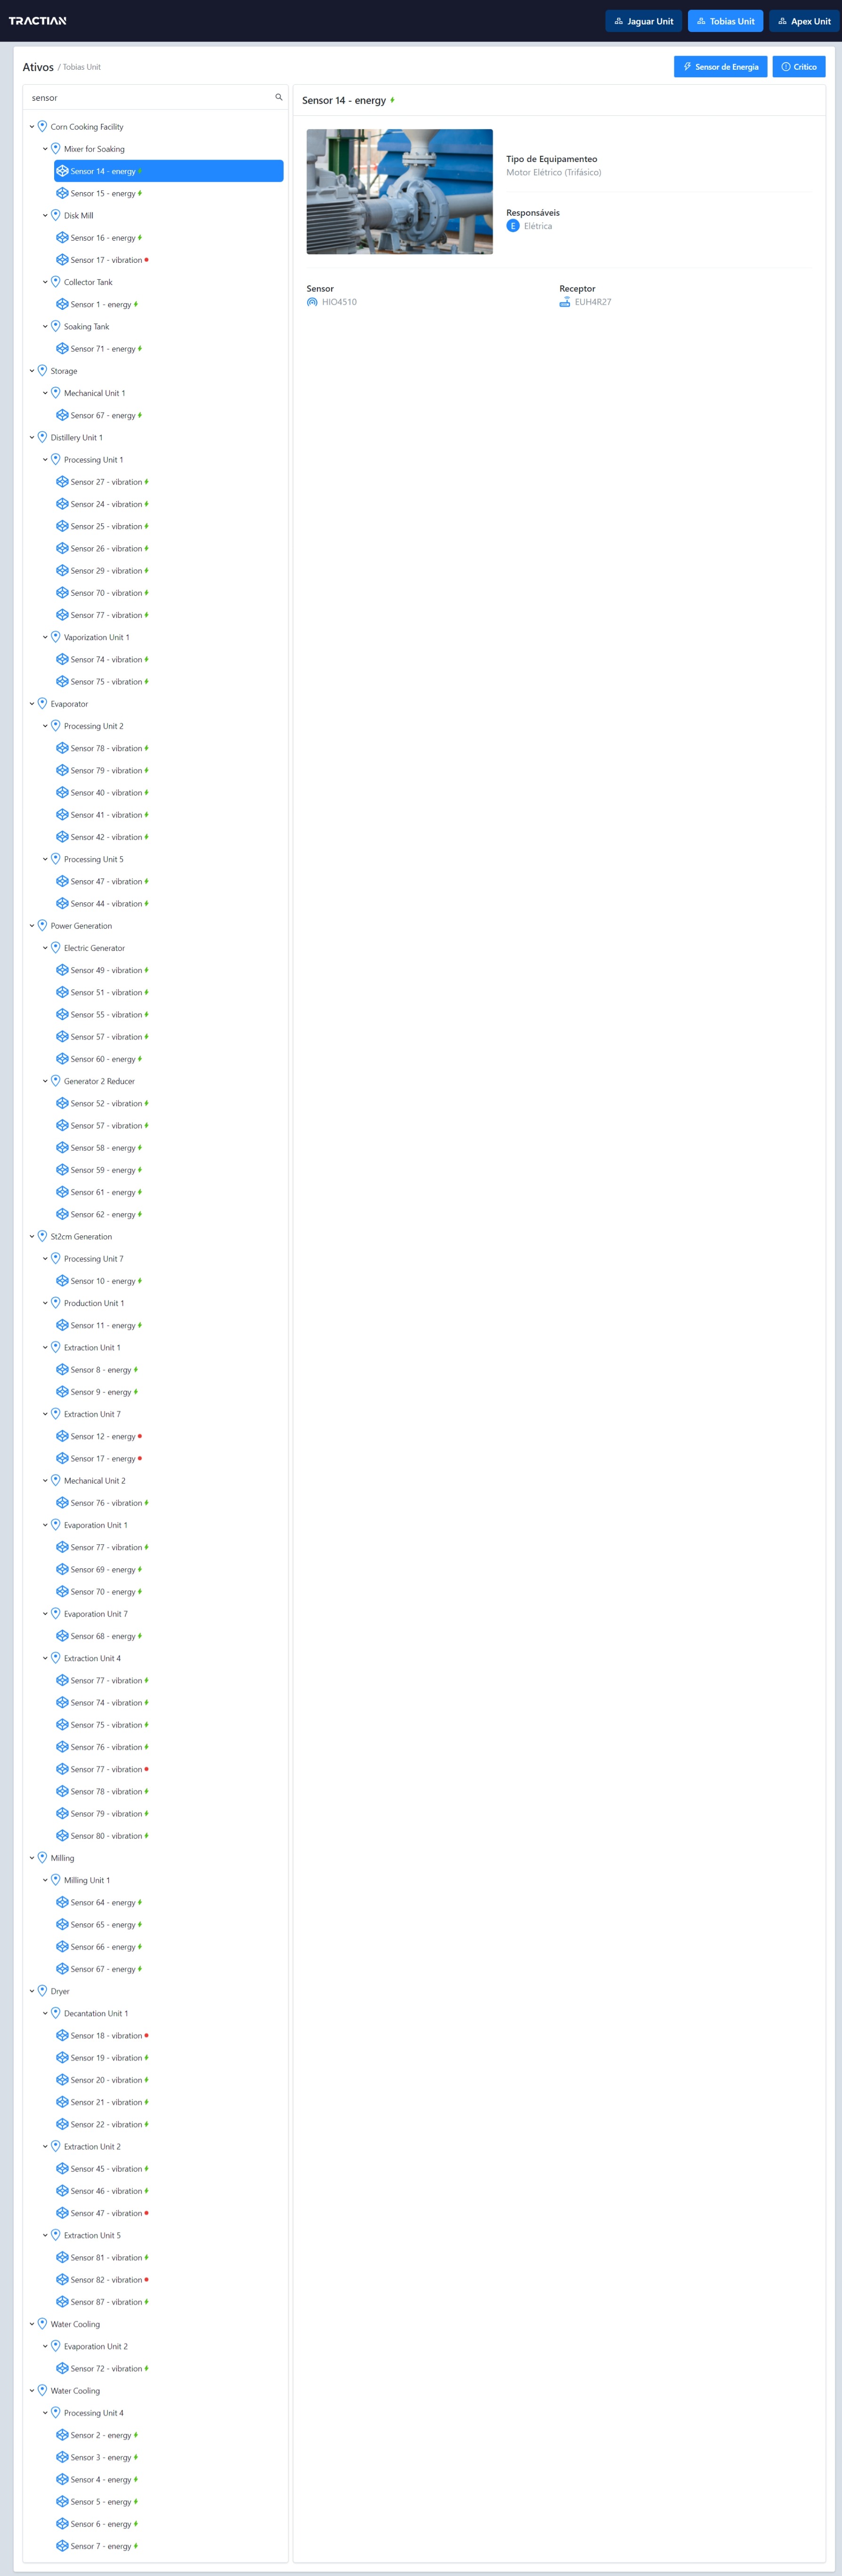 TRACTIAN
Jaguar Unit
Tobias Unit
Apex Unit
Ativos / Tobias Unit
Sensor de Energia
Crítico
sensor
Corn Cooking Facility
Mixer for Soaking
Sensor 14 - energy
Sensor 15 - energy
Disk Mill
Sensor 16 - energy
Sensor 17 - vibration
Collector Tank
Sensor 1 - energy
Soaking Tank
Sensor 71 - energy
Storage
Mechanical Unit 1
Sensor 67 - energy
Distillery Unit 1
Processing Unit 1
Sensor 27 - vibration
Sensor 24 - vibration
Sensor 25 - vibration
Sensor 26 - vibration
Sensor 29 - vibration
Sensor 70 - vibration
Sensor 77 - vibration
Vaporization Unit 1
Sensor 74 - vibration
Sensor 75 - vibration
Evaporator
Processing Unit 2
Sensor 78 - vibration
Sensor 79 - vibration
Sensor 40 - vibration
Sensor 41 - vibration
Sensor 42 - vibration
Processing Unit 5
Sensor 47 - vibration
Sensor 44 - vibration
Power Generation
Electric Generator
Sensor 49 - vibration
Sensor 51 - vibration
Sensor 55 - vibration
Sensor 57 - vibration
Sensor 60 - energy
Generator 2 Reducer
Sensor 52 - vibration
Sensor 57 - vibration
Sensor 58 - energy
Sensor 59 - energy
Sensor 61 - energy
Sensor 62 - energy
St2cm Generation
Processing Unit 7
Sensor 10 - energy
Production Unit 1
Sensor 11 - energy
Extraction Unit 1
Sensor 8 - energy
Sensor 9 - energy
Extraction Unit 7
Sensor 12 - energy
Sensor 17 - energy
Mechanical Unit 2
Sensor 76 - vibration
Evaporation Unit 1
Sensor 77 - vibration
Sensor 69 - energy
Sensor 70 - energy
Evaporation Unit 7
Sensor 68 - energy
Extraction Unit 4
Sensor 77 - vibration
Sensor 74 - vibration
Sensor 75 - vibration
Sensor 76 - vibration
Sensor 77 - vibration
Sensor 78 - vibration
Sensor 79 - vibration
Sensor 80 - vibration
Milling
Milling Unit 1
Sensor 64 - energy
Sensor 65 - energy
Sensor 66 - energy
Sensor 67 - energy
Dryer
Decantation Unit 1
Sensor 18 - vibration
Sensor 19 - vibration
Sensor 20 - vibration
Sensor 21 - vibration
Sensor 22 - vibration
Extraction Unit 2
Sensor 45 - vibration
Sensor 46 - vibration
Sensor 47 - vibration
Extraction Unit 5
Sensor 81 - vibration
Sensor 82 - vibration
Sensor 87 - vibration
Water Cooling
Evaporation Unit 2
Sensor 72 - vibration
Water Cooling
Processing Unit 4
Sensor 2 - energy
Sensor 3 - energy
Sensor 4 - energy
Sensor 5 - energy
Sensor 6 - energy
Sensor 7 - energy
Sensor 14 - energy
Tipo de Equipamenteo
Motor Elétrico (Trifásico)
Responsáveis
E Elétrica
Sensor
HIO4510
Receptor
EUH4R27